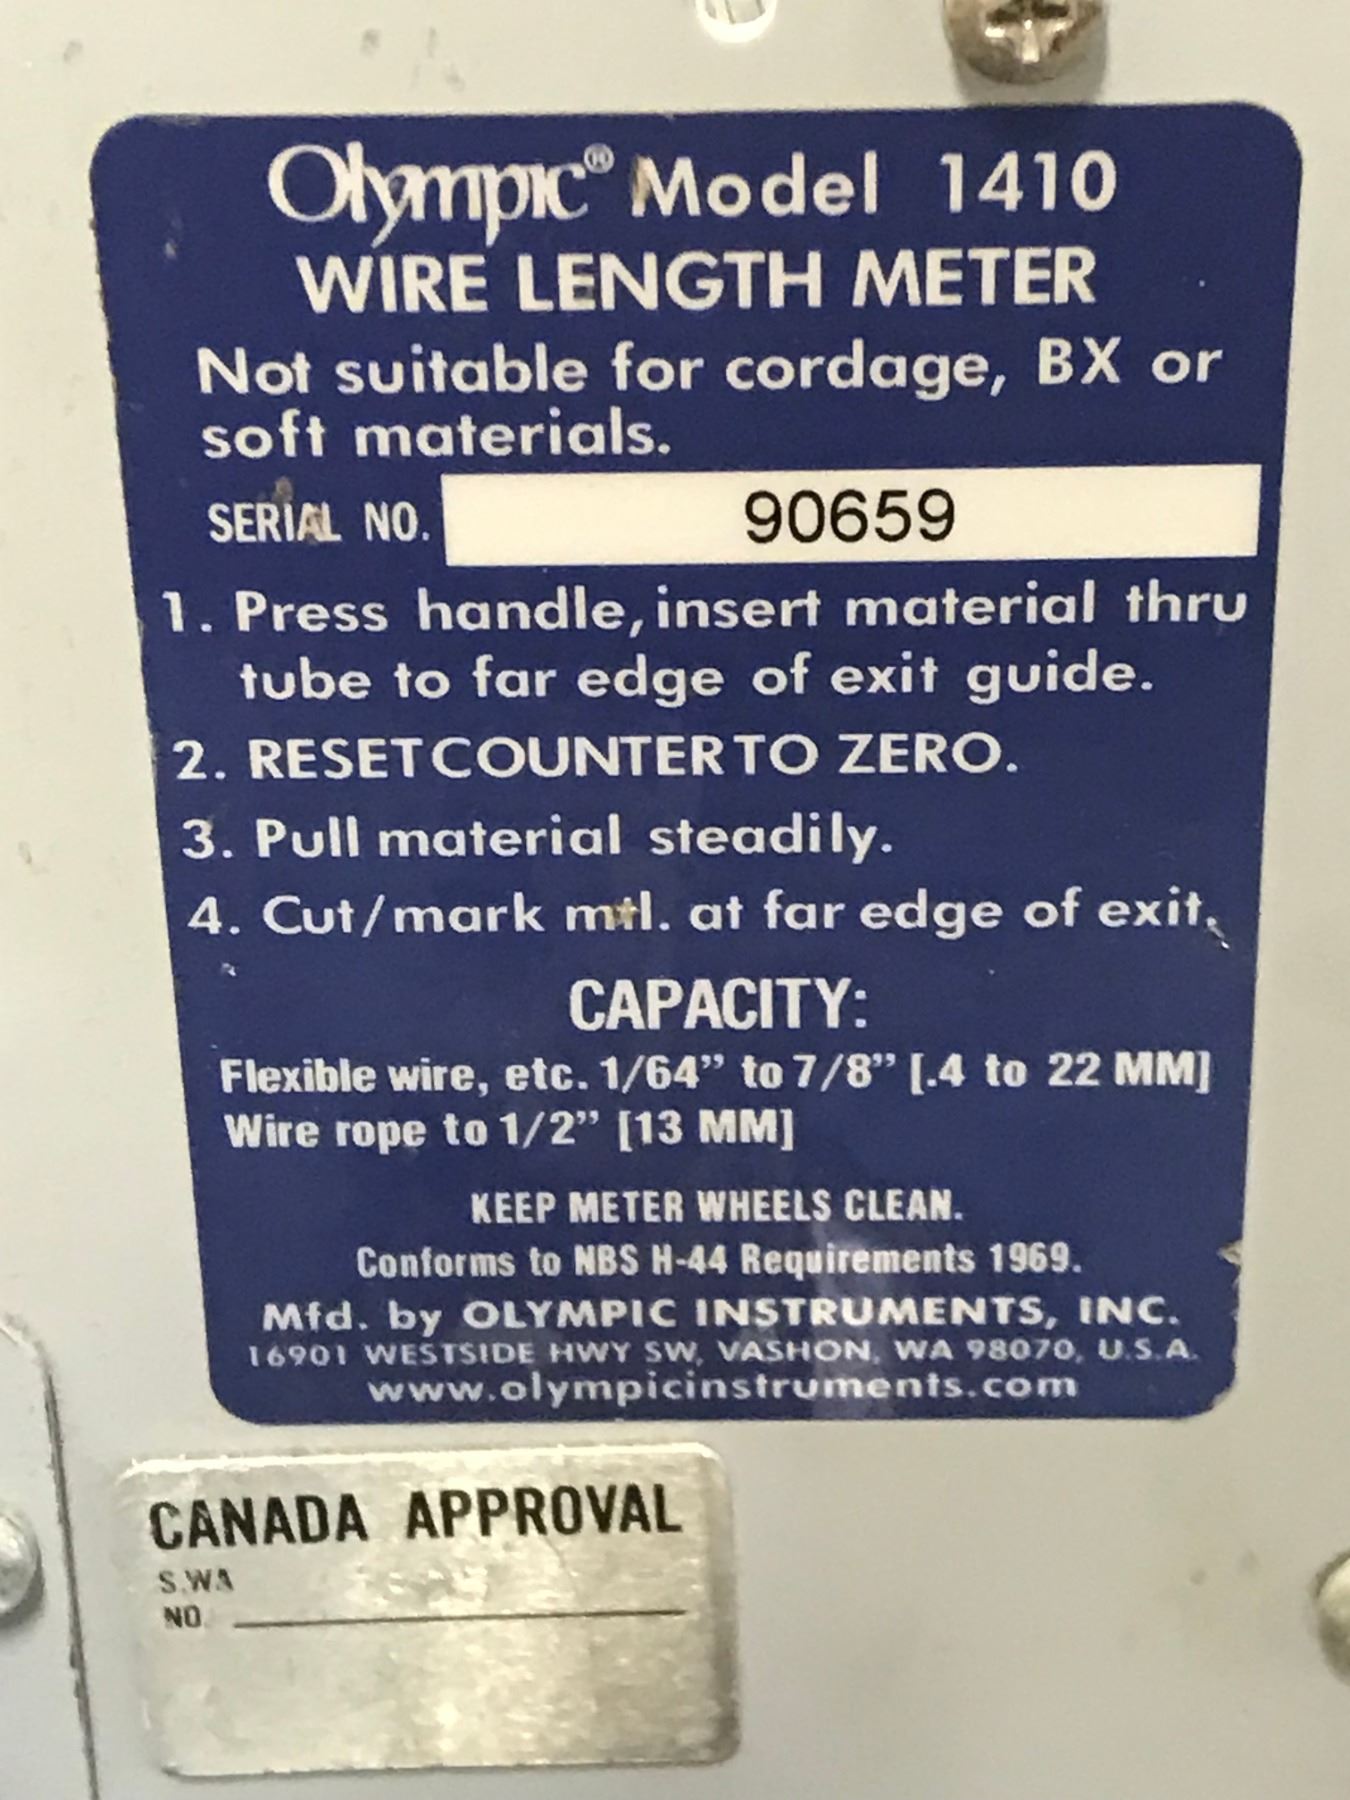 Olympic® Model 1410
WIRE LENGTH METER
Not suitable for cordage, BX or
soft materials.
SERIAL NO. 90659
1. Press handle, insert material thru
tube to far edge of exit guide.
2. RESET COUNTER TO ZERO.
3. Pull material steadily.
4. Cut/mark mtl. at far edge of exit.
CAPACITY:
Flexible wire, etc. 1/64” to 7/8” [.4 to 22 MM]
Wire rope to 1/2” [13 MM]
KEEP METER WHEELS CLEAN.
Conforms to NBS H-44 Requirements 1969.
Mfd. by OLYMPIC INSTRUMENTS, INC.
16901 WESTSIDE HWY SW, VASHON, WA 98070, U.S.A.
www.olympicinstruments.com
CANADA APPROVAL
S.WA
NO.